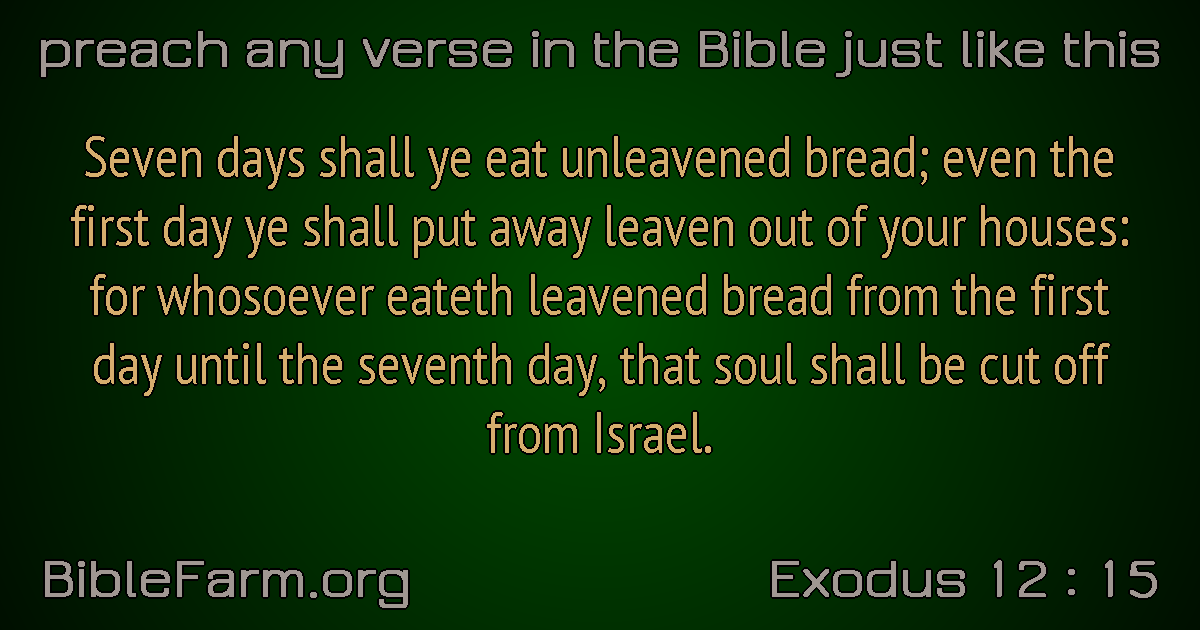 preach any verse in the Bible just like this
Seven days shall ye eat unleavened bread; even the
first day ye shall put away leaven out of your houses:
for whosoever eateth leavened bread from the first
day until the seventh day, that soul shall be cut off
from Israel.
BibleFarm.org
Exodus 12 : 15